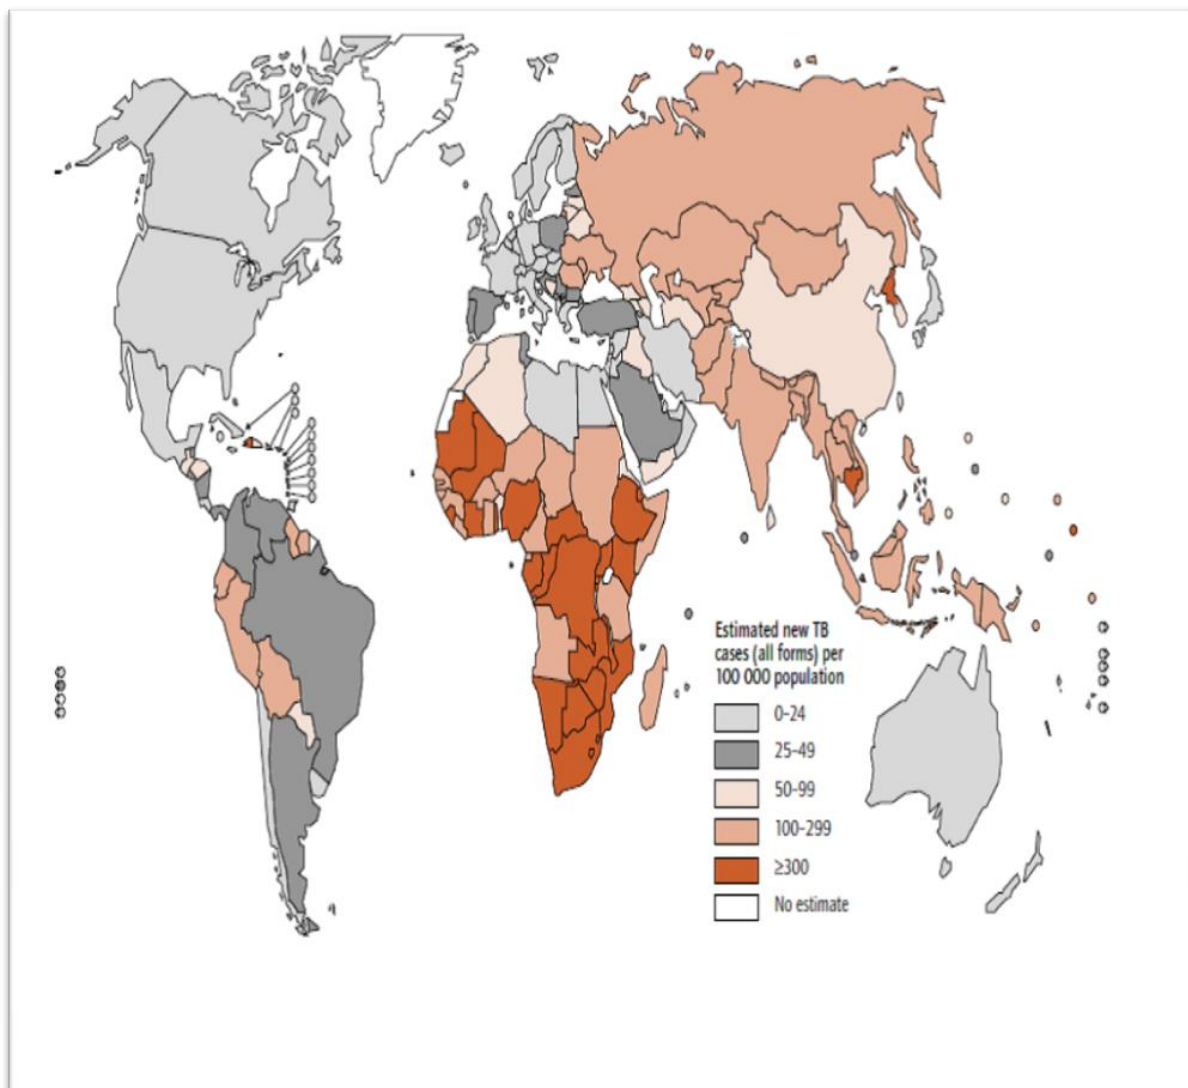 Estimated new TB
cases (all forms) per
100 000 population
0–24
25–49
50–99
100–299
≥300
No estimate